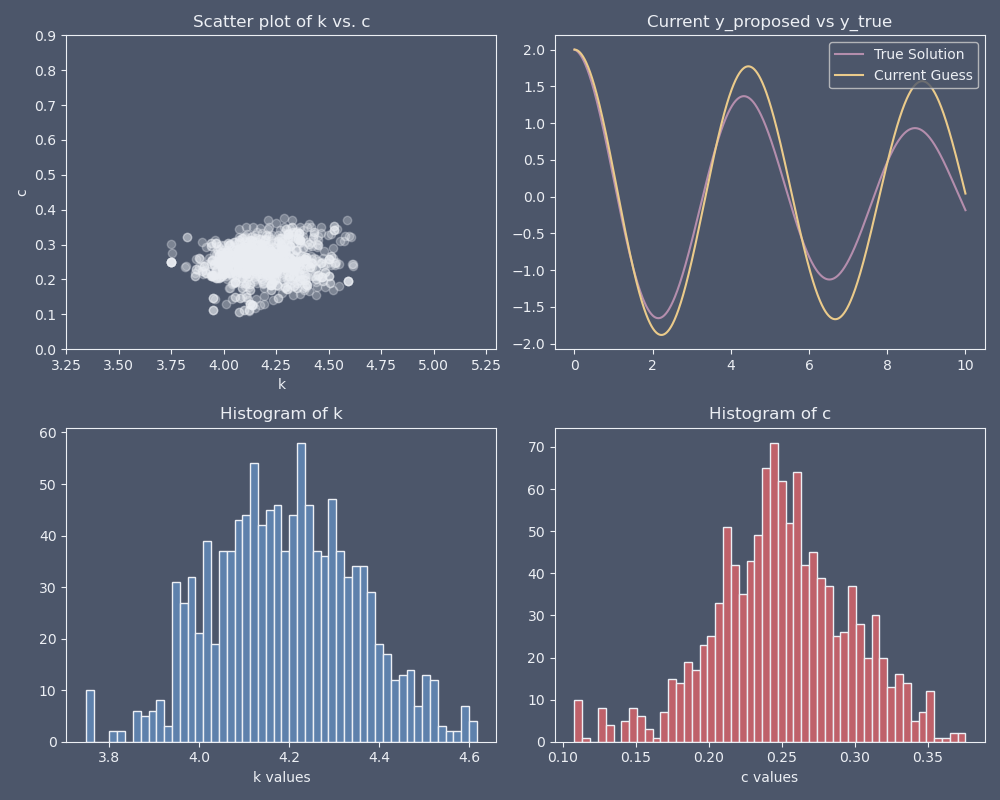 Scatter plot of k vs. c
0.9
0.8
0.7
0.6
0.5
0.4
0.3
0.2
0.1
0.0
c
3.25 3.50 3.75 4.00 4.25 4.50 4.75 5.00 5.25
k
Current y_proposed vs y_true
True Solution
Current Guess
2.0
1.5
1.0
0.5
0.0
−0.5
−1.0
−1.5
−2.0
0 2 4 6 8 10
Histogram of k
60
50
40
30
20
10
0
3.8 4.0 4.2 4.4 4.6
k values
Histogram of c
70
60
50
40
30
20
10
0
0.10 0.15 0.20 0.25 0.30 0.35
c values